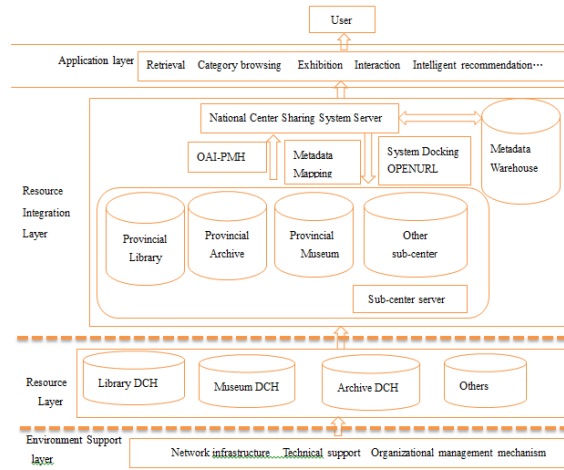 User
Application layer
Retrieval Category browsing Exhibition Interaction Intelligent recommendation…
National Center Sharing System Server
OAI-PMH
Metadata
Mapping
System Docking
OPENURL
Metadata
Warehouse
Resource
Integration
Layer
Provincial
Library
Provincial
Archive
Provincial
Museum
Other
sub-center
Sub-center server
Resource
Layer
Library DCH
Museum DCH
Archive DCH
Others
Environment Support
layer
Network infrastructure Technical support Organizational management mechanism